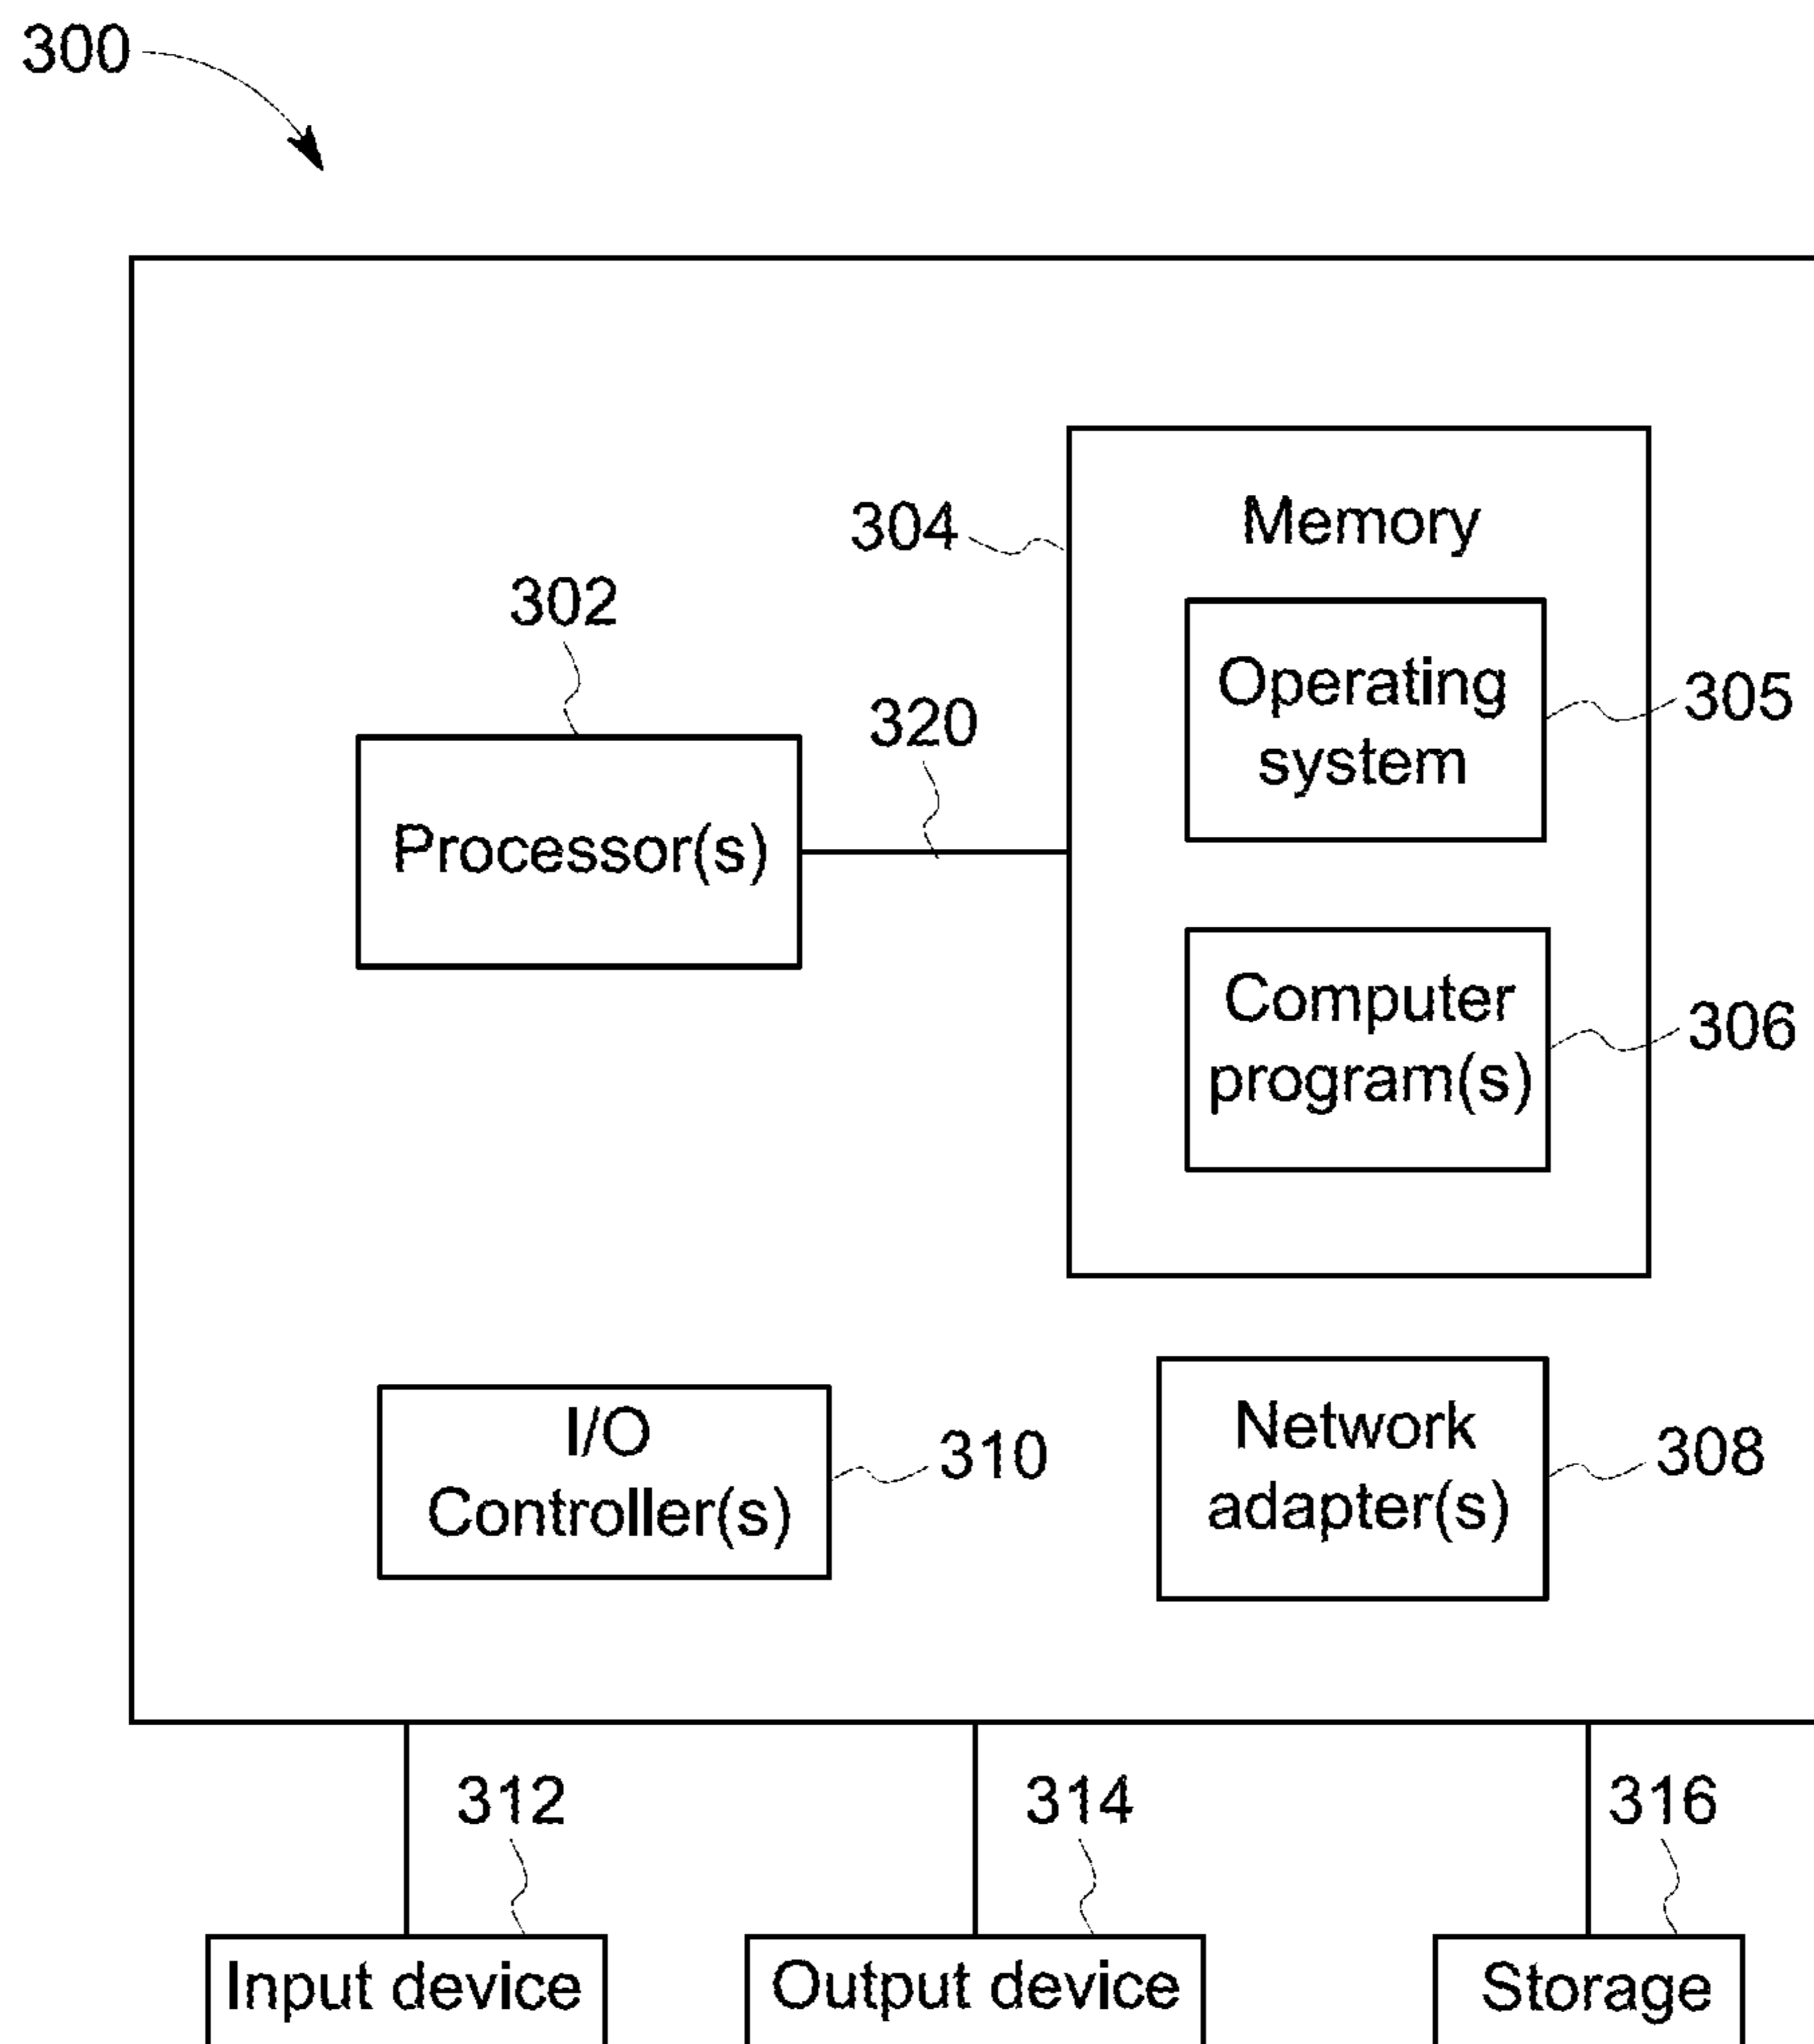 300
304
Memory
302
Operating
system
305
320
Processor(s)
Computer
program(s)
306
I/O
Controller(s)
310
Network
adapter(s)
308
312
314
316
Input device
Output device
Storage